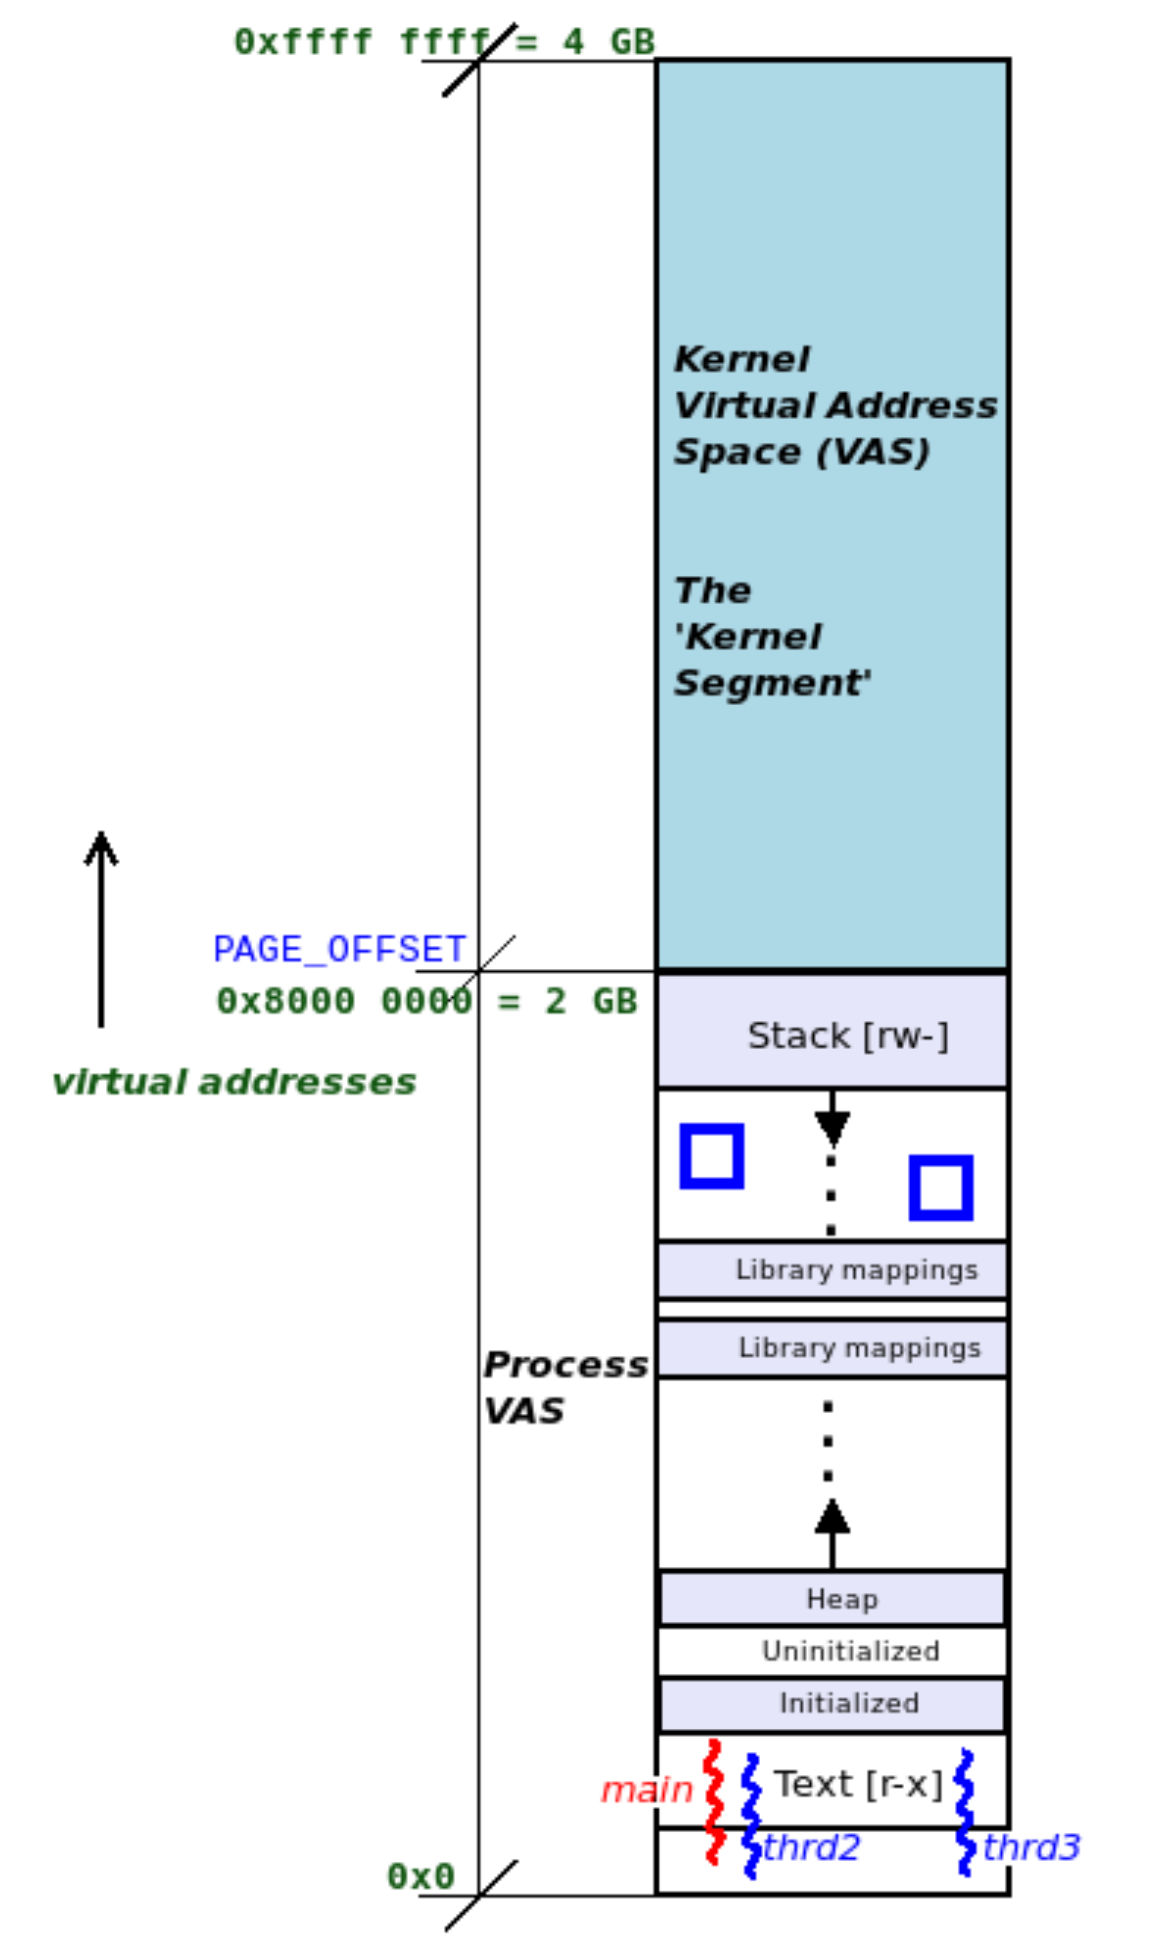 0xffff ffff = 4 GB
Kernel
Virtual Address
Space (VAS)
The
'Kernel
Segment'
PAGE_OFFSET
0x8000 0000 = 2 GB
Stack [rw-]
virtual addresses
Library mappings
Library mappings
Process
VAS
Heap
Uninitialized
Initialized
main
Text [r-x]
thrd2
thrd3
0x0